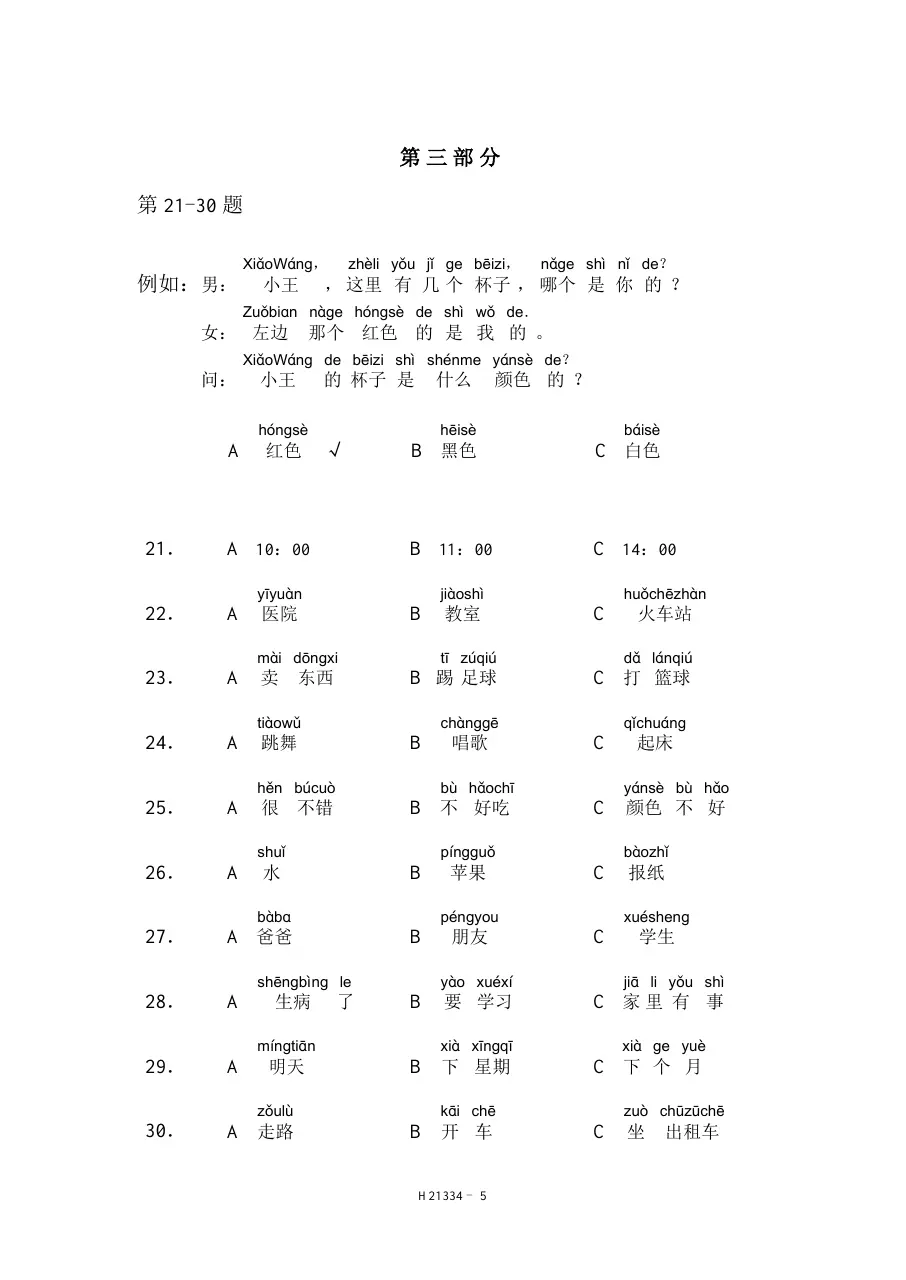 第三部分
第 21-30 题
XiǎoWáng， zhèli yǒu jǐ ge bēizi， nǎge shì nǐ de？
例如：男： 小王 ，这里 有 几 个 杯子 ，哪个 是 你 的 ？
Zuǒbian nàge hóngsè de shì wǒ de．
女： 左边 那个 红色 的 是 我 的 。
XiǎoWáng de bēizi shì shénme yánsè de？
问： 小王 的 杯子 是 什么 颜色 的 ？
hóngsè hēisè báisè
A 红色 √ B 黑色 C 白色
21． A 10：00 B 11：00 C 14：00
yīyuàn jiàoshì huǒchēzhàn
22． A 医院 B 教室 C 火车站
mài dōngxi tī zúqiú dǎ lánqiú
23． A 卖 东西 B 踢 足球 C 打 篮球
tiàowǔ chànggē qǐchuáng
24． A 跳舞 B 唱歌 C 起床
hěn búcuò bù hǎochī yánsè bù hǎo
25． A 很 不错 B 不 好吃 C 颜色 不 好
shuǐ píngguǒ bàozhǐ
26． A 水 B 苹果 C 报纸
bàba péngyou xuésheng
27． A 爸爸 B 朋友 C 学生
shēngbìng le yào xuéxí jiā li yǒu shì
28． A 生病 了 B 要 学习 C 家 里 有 事
míngtiān xià xīngqī xià ge yuè
29． A 明天 B 下 星期 C 下 个 月
zǒulù kāi chē zuò chūzūchē
30． A 走路 B 开 车 C 坐 出租车
H21334－ 5